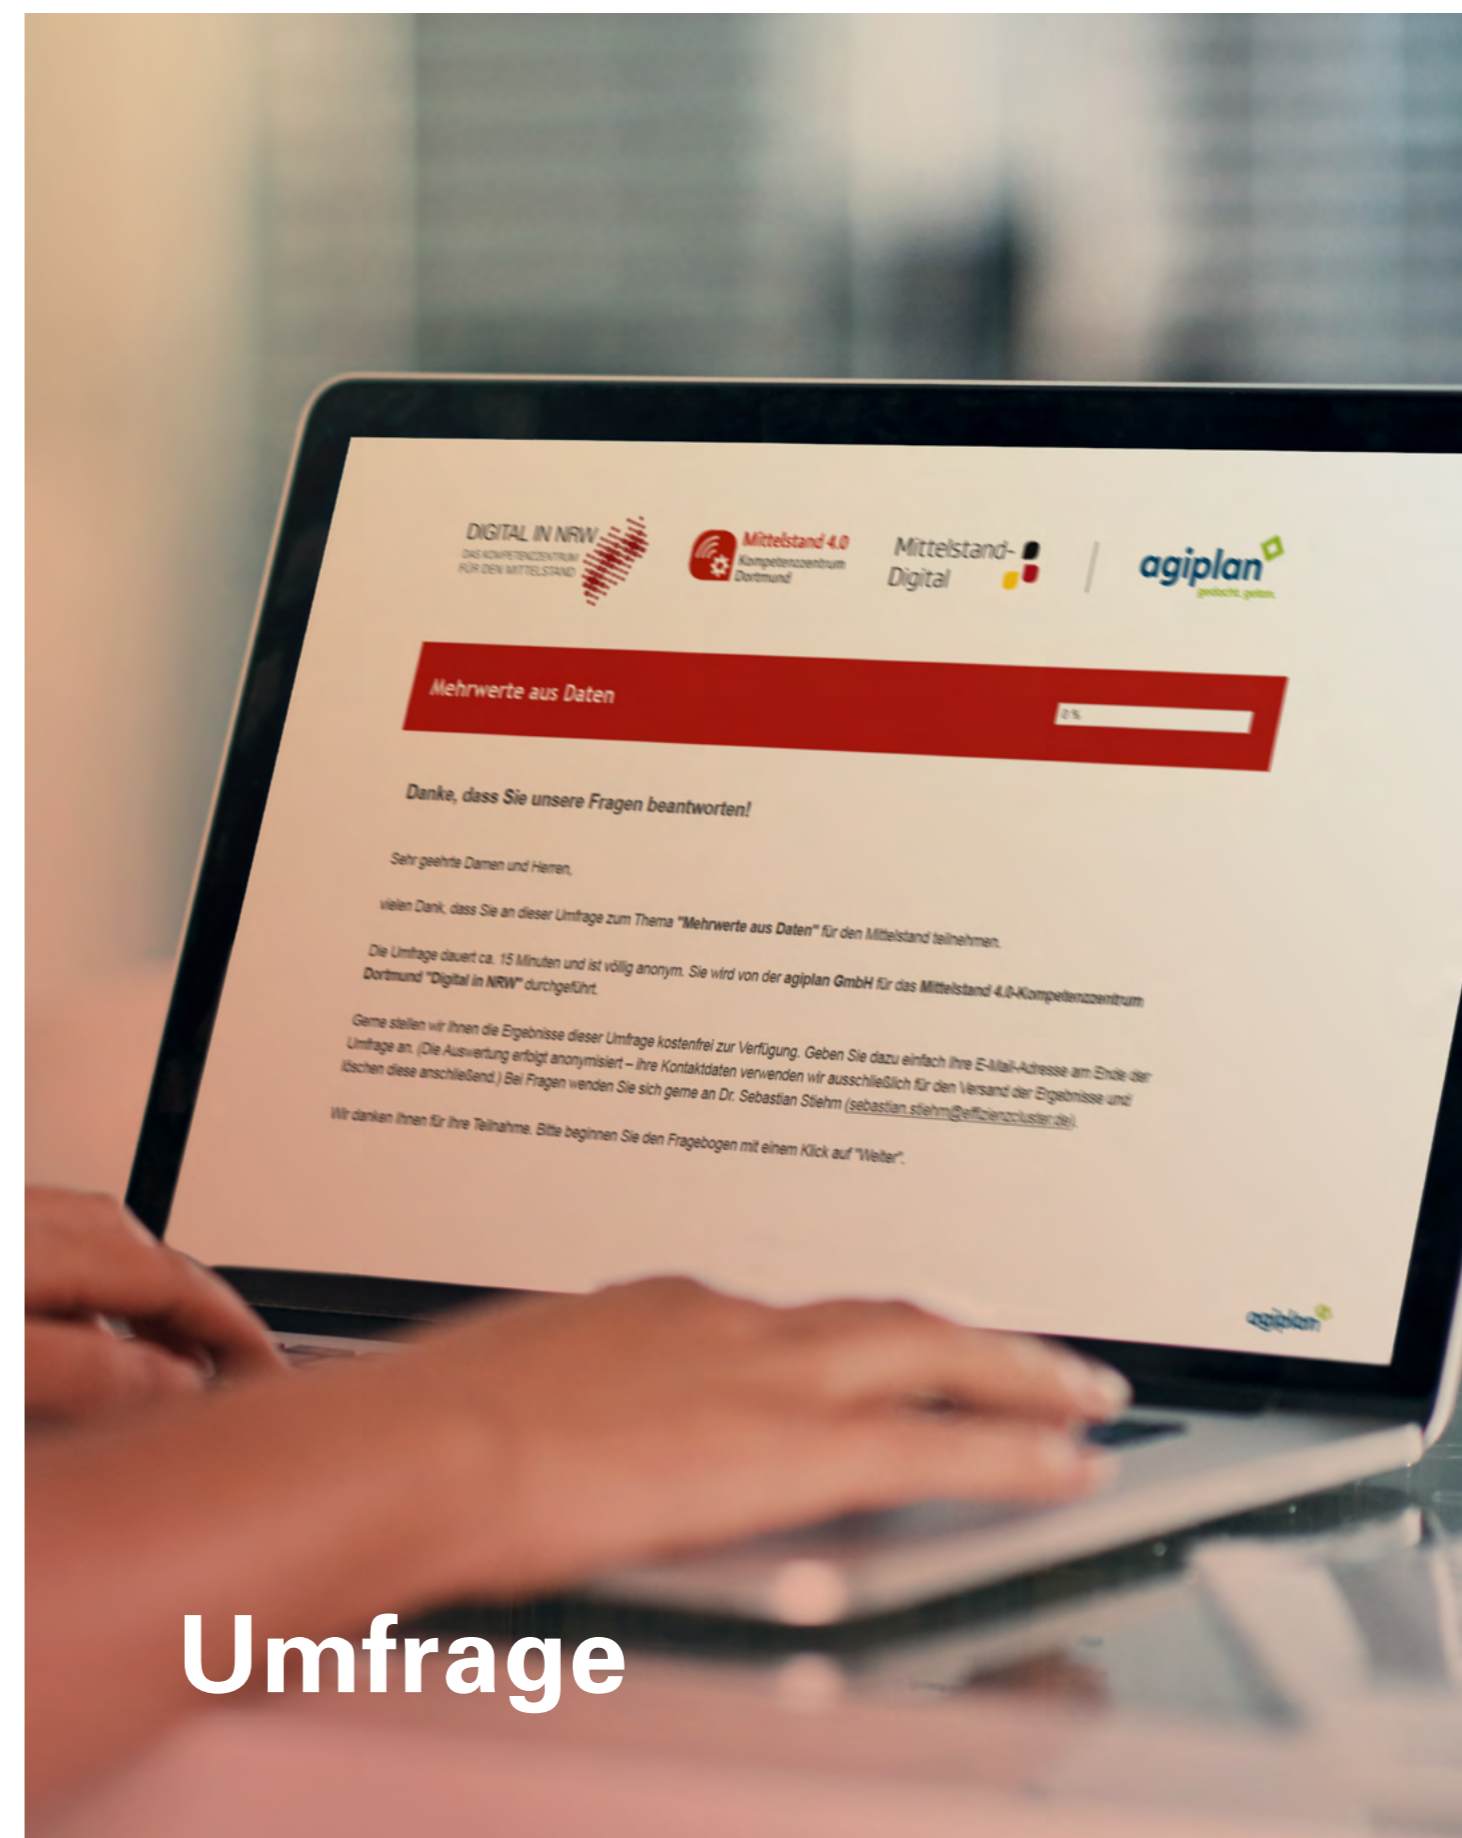 DIGITAL IN NRW
DAS KOMPETENZZENTRUM
FÜR DEN MITTELSTAND
Mittelstand 4.0
Kompetenzzentrum
Dortmund
Mittelstand-
Digital
agiplan
gedacht. getan.
Mehrwerte aus Daten
0 %
Danke, dass Sie unsere Fragen beantworten!
Sehr geehrte Damen und Herren,
vielen Dank, dass Sie an dieser Umfrage zum Thema "Mehrwerte aus Daten" für den Mittelstand teilnehmen.
Die Umfrage dauert ca. 15 Minuten und ist völlig anonym. Sie wird von der agiplan GmbH für das Mittelstand 4.0-Kompetenzzentrum
Dortmund "Digital in NRW" durchgeführt.
Gerne stellen wir Ihnen die Ergebnisse dieser Umfrage kostenfrei zur Verfügung. Geben Sie dazu einfach Ihre E-Mail-Adresse am Ende der
Umfrage an. (Die Auswertung erfolgt anonymisiert – ihre Kontaktdaten verwenden wir ausschließlich für den Versand der Ergebnisse und
löschen diese anschließend.) Bei Fragen wenden Sie sich gerne an Dr. Sebastian Stiehm (sebastian.stiehm@effizienzcluster.de).
Wir danken Ihnen für Ihre Teilnahme. Bitte beginnen Sie den Fragebogen mit einem Klick auf "Weiter".
agiplan
Umfrage